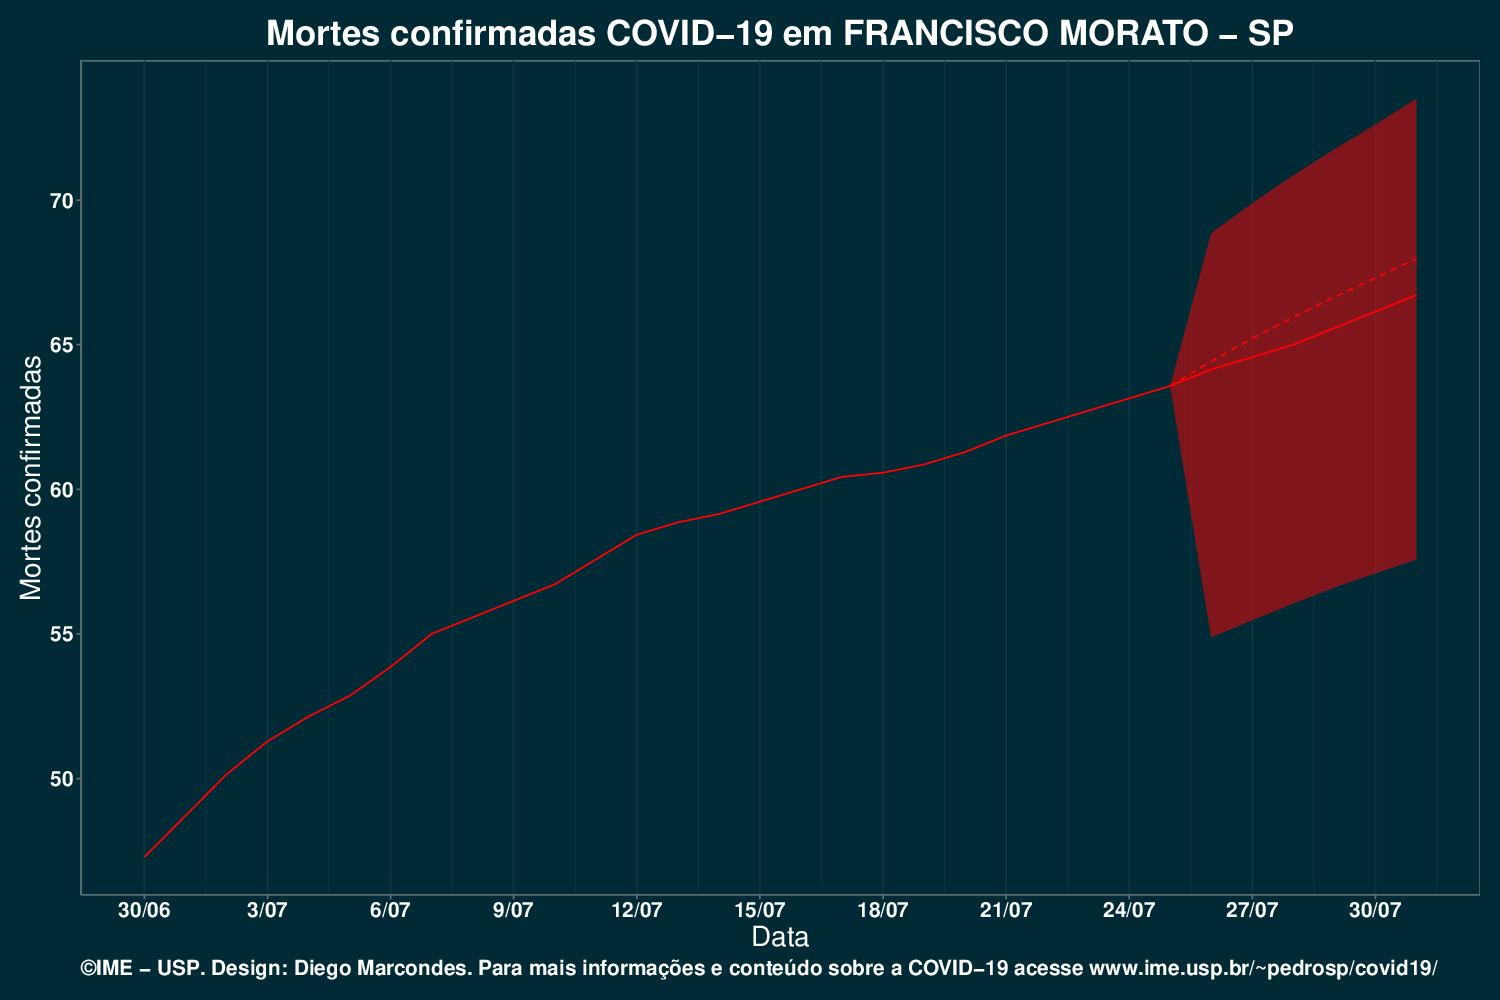 Mortes confirmadas COVID−19 em FRANCISCO MORATO − SP
Mortes confirmadas
70
65
60
55
50
30/06 3/07 6/07 9/07 12/07 15/07 18/07 21/07 24/07 27/07 30/07
Data
©IME − USP. Design: Diego Marcondes. Para mais informações e conteúdo sobre a COVID−19 acesse www.ime.usp.br/~pedrosp/covid19/